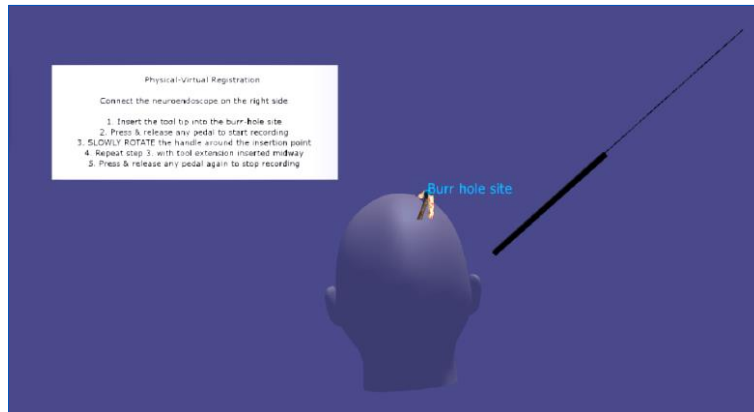 Physical-Virtual Registration
Connect the neuroendoscope on the right side.
1. Insert the tool tip into the burr-hole site
2. Press & release any pedal to start recording
3. SLOWLY ROTATE the handle around the insertion point
4. Repeat step 3. with tool extension inserted midway
5. Press & release any pedal again to stop recording
Burr hole site